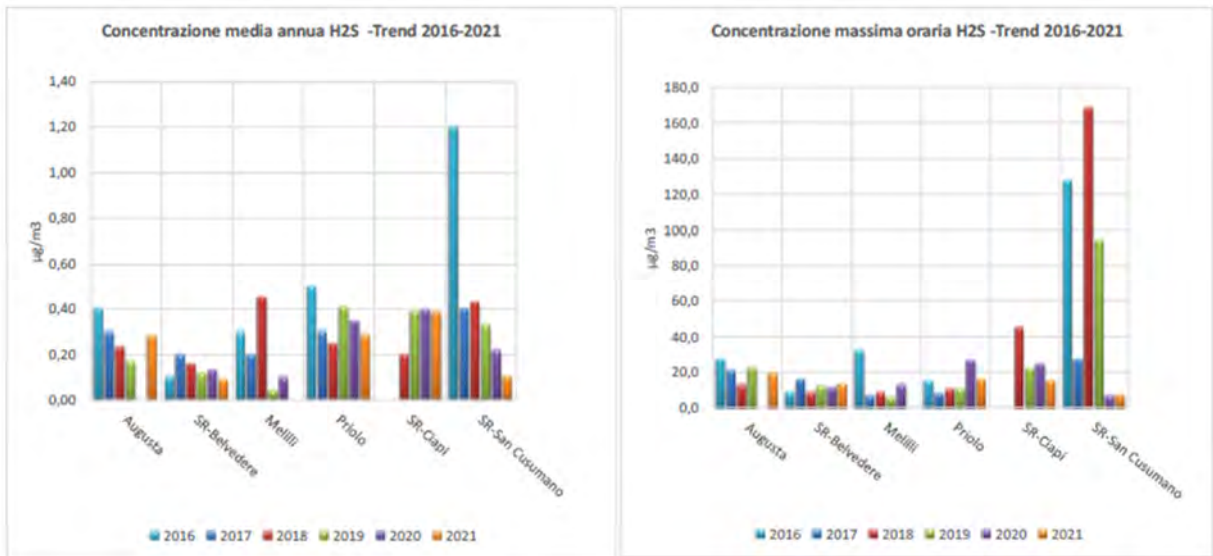 Concentrazione media annua H2S -Trend 2016-2021
1,40
1,20
1,00
0,80
0,60
0,40
0,20
0,00
µg/m3
Augusta
SR-Belvedere
Melilli
Priolo
SR-Ciapi
SR-San Cusumano
2016 2017 2018 2019 2020 2021
Concentrazione massima oraria H2S -Trend 2016-2021
180,0
160,0
140,0
120,0
100,0
80,0
60,0
40,0
20,0
0,0
µg/m3
Augusta
SR-Belvedere
Melilli
Priolo
SR-Ciapi
SR-San Cusumano
2016 2017 2018 2019 2020 2021